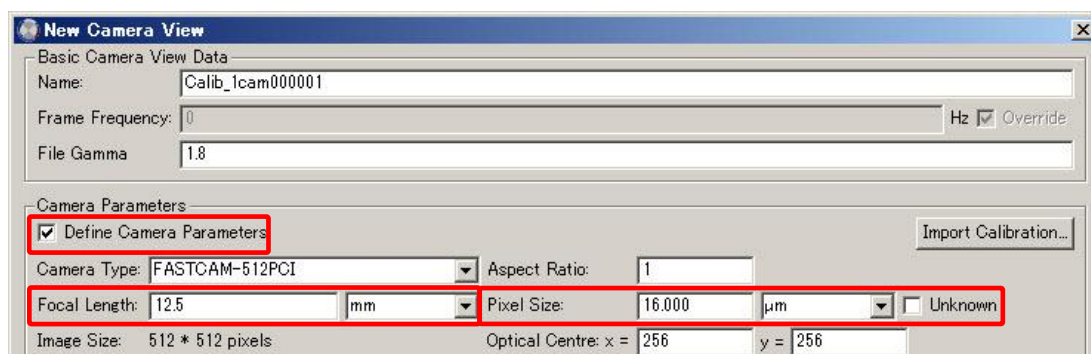 New Camera View
Basic Camera View Data
Name: Calib_1cam000001
Frame Frequency: 0 Hz Override
File Gamma 1.8
Camera Parameters
Define Camera Parameters Import Calibration...
Camera Type: FASTCAM-512PCI Aspect Ratio: 1
Focal Length: 12.5 mm Pixel Size: 16.000 μm Unknown
Image Size: 512 * 512 pixels Optical Centre: x = 256 y = 256